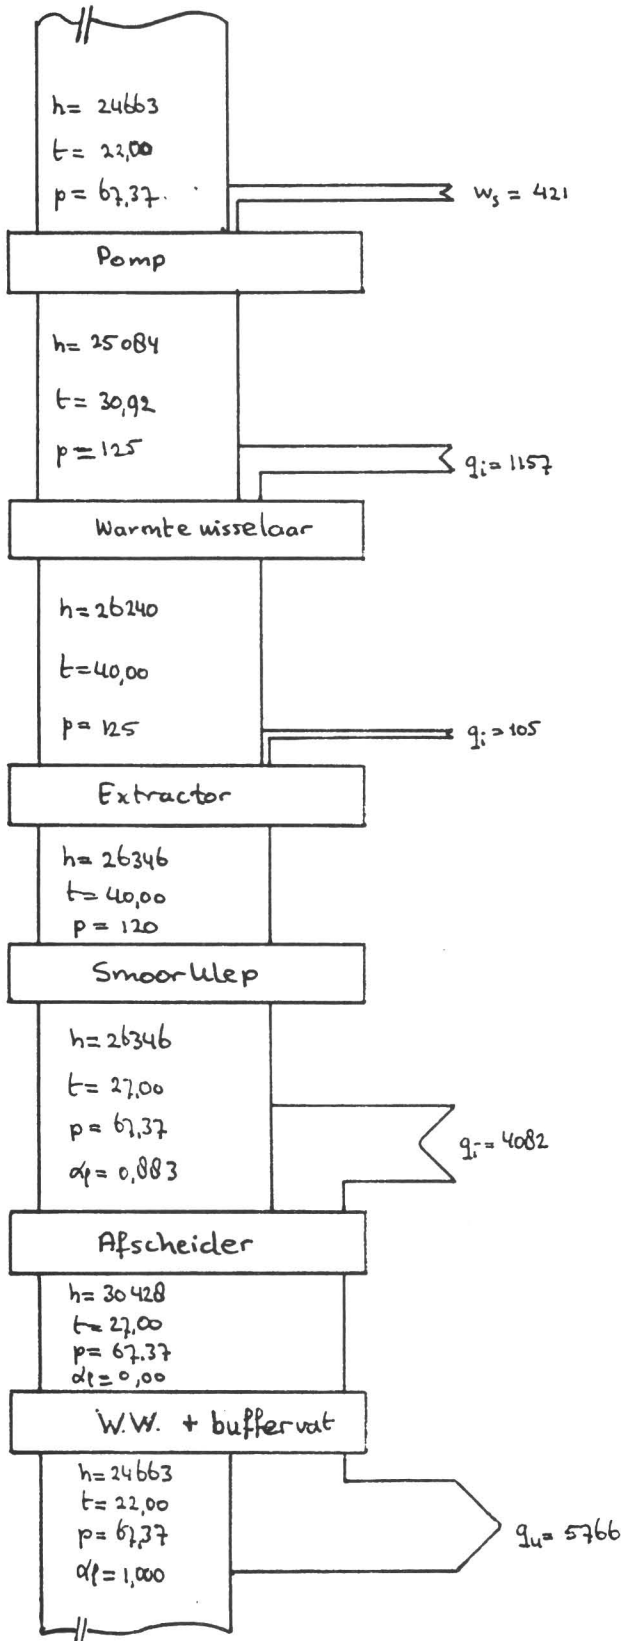 h = 24663
t = 22,00
p = 67,37.
ws = 421
Pomp
h = 25084
t = 30,92
p = 125
qi = 1157
Warmte wisselaar
h = 26240
t = 40,00
p = 125
qi = 105
Extractor
h = 26346
t = 40,00
p = 120
Smoorklep
h = 26346
t = 27,00
p = 67,37
αl = 0,883
qi = 4082
Afscheider
h = 30428
t = 27,00
p = 67.37
αl = 0,00
W.W. + buffervat
h = 24663
t = 22,00
p = 67,37
αl = 1,000
qu = 5766